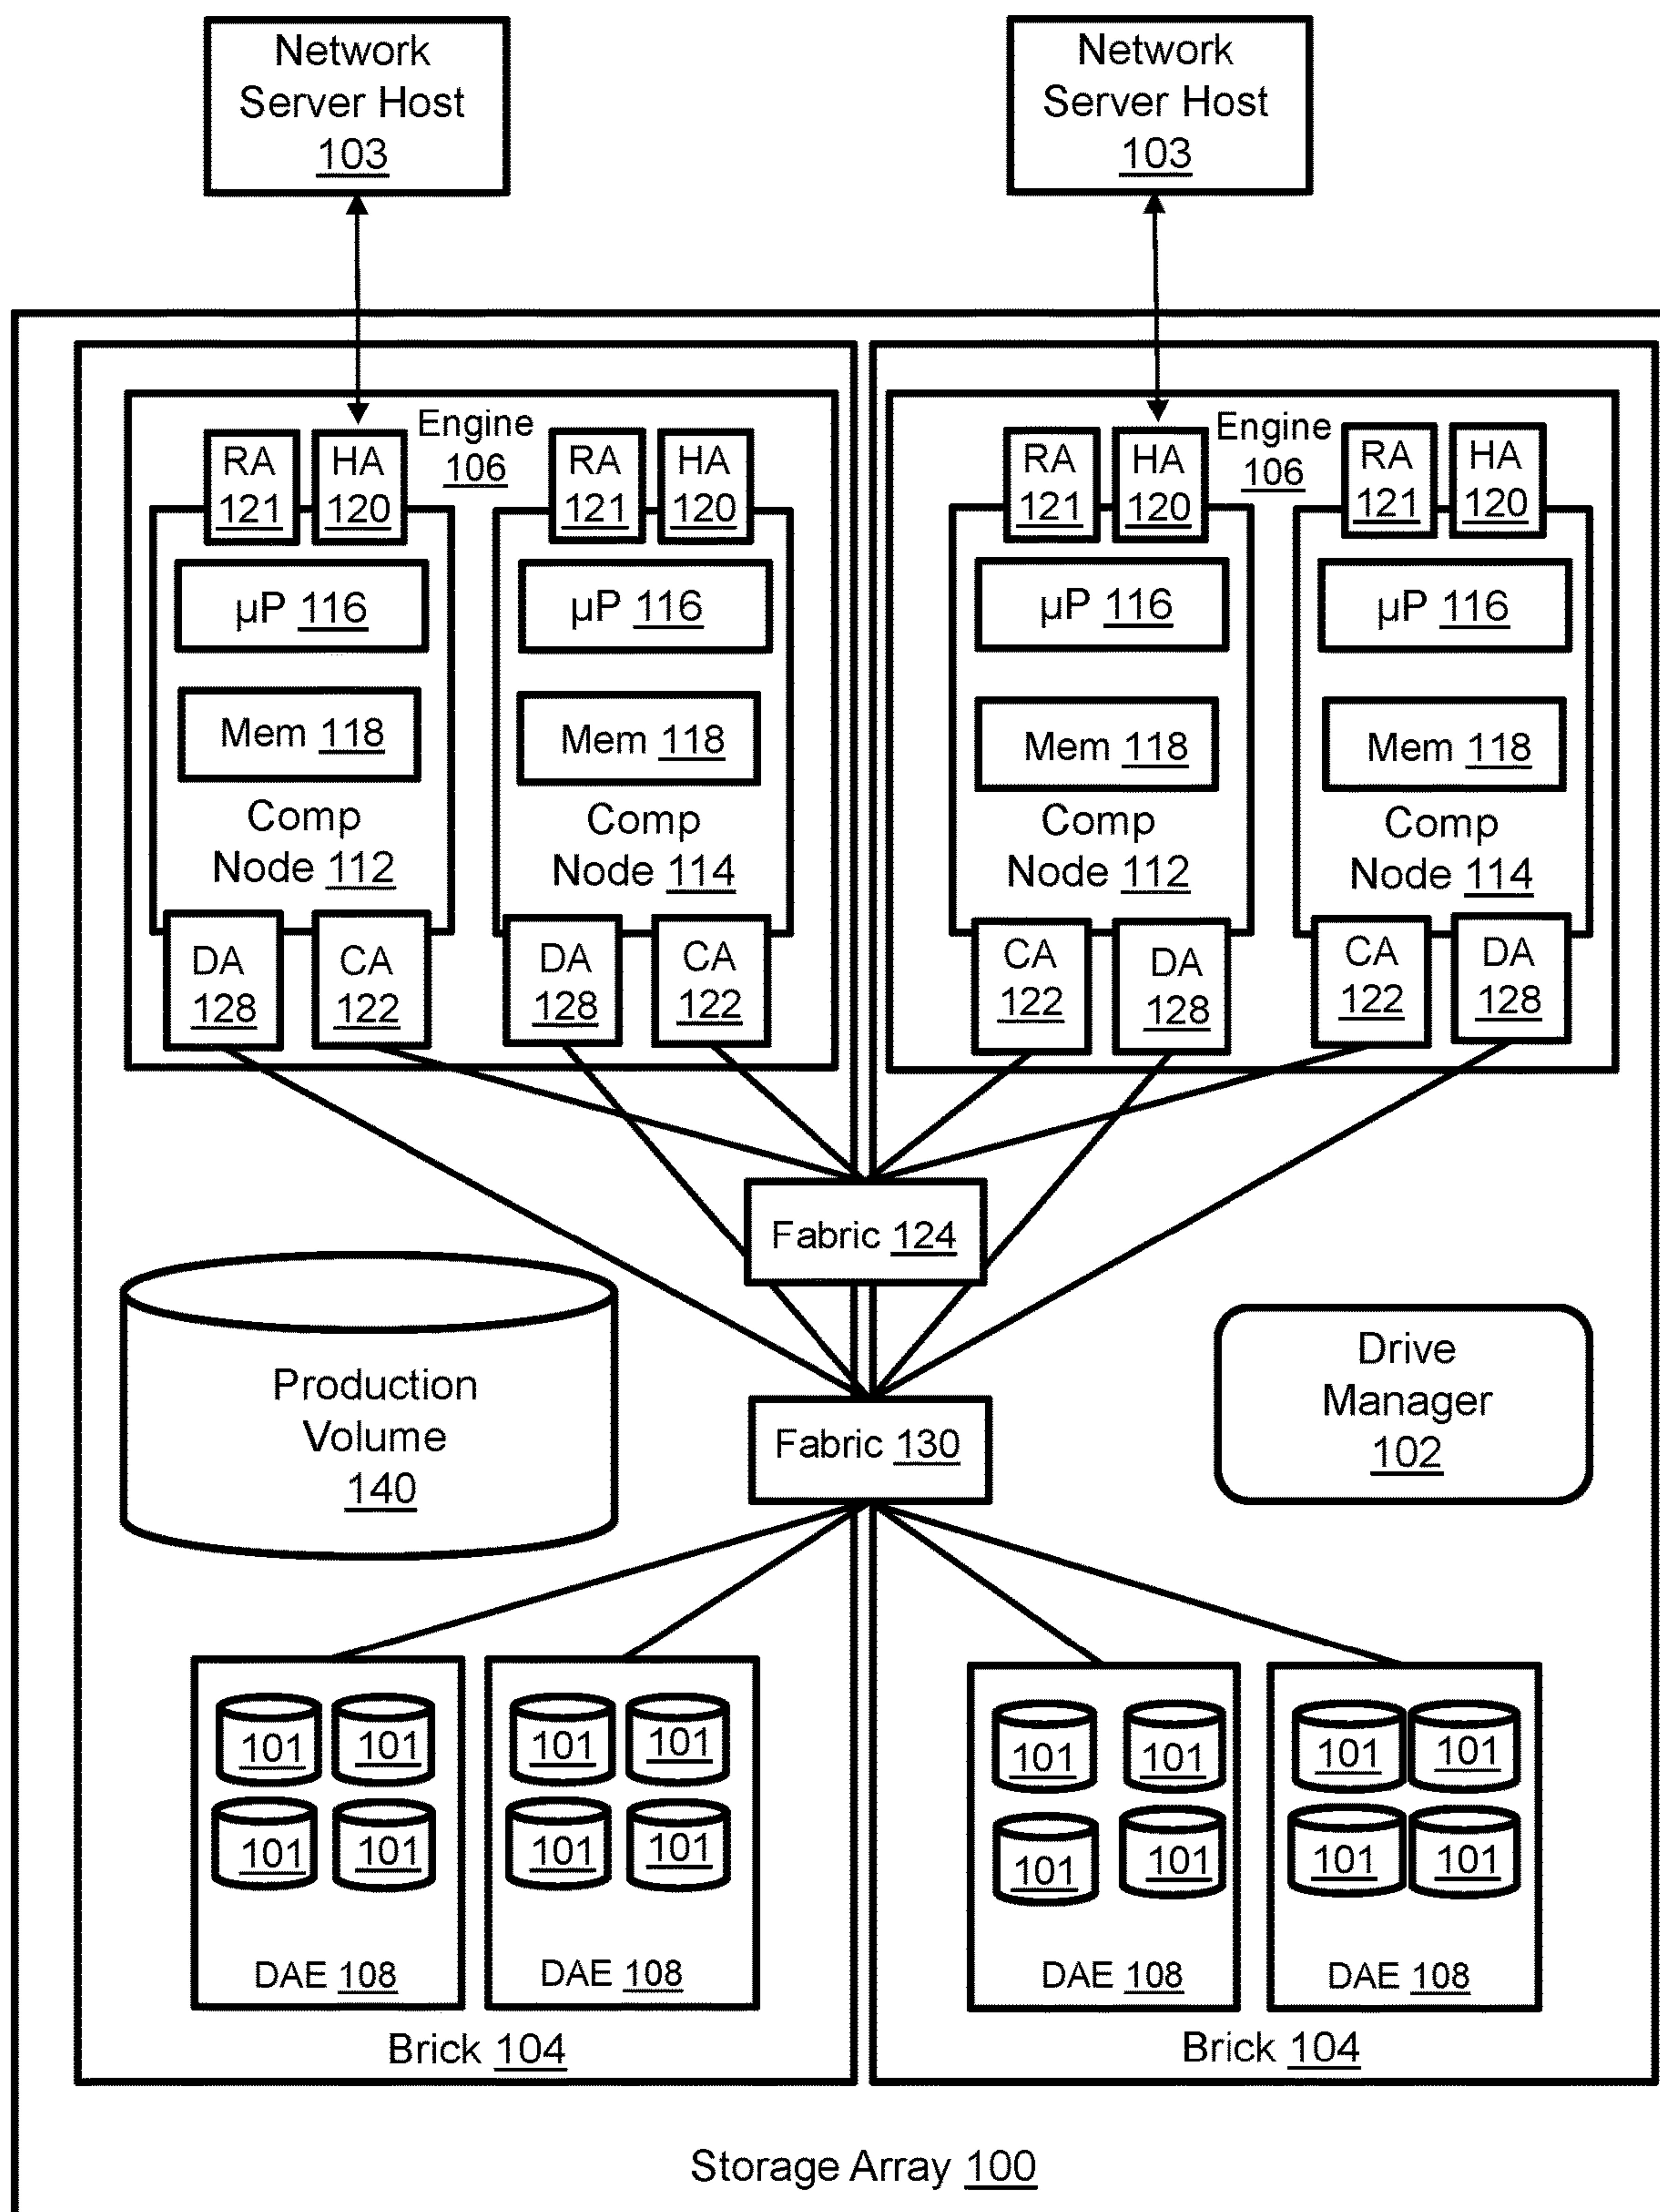 Network
Server Host
103
Network
Server Host
103
Engine
106
RA
121
HA
120
RA
121
HA
120
µP 116
µP 116
Mem 118
Mem 118
Comp
Node 112
Comp
Node 114
DA
128
CA
122
DA
128
CA
122
Engine
106
RA
121
HA
120
RA
121
HA
120
µP 116
µP 116
Mem 118
Mem 118
Comp
Node 112
Comp
Node 114
CA
122
DA
128
CA
122
DA
128
Fabric 124
Production
Volume
140
Fabric 130
Drive
Manager
102
101 101
101 101
DAE 108
101 101
101 101
DAE 108
Brick 104
101 101
101 101
DAE 108
101 101
101 101
DAE 108
Brick 104
Storage Array 100